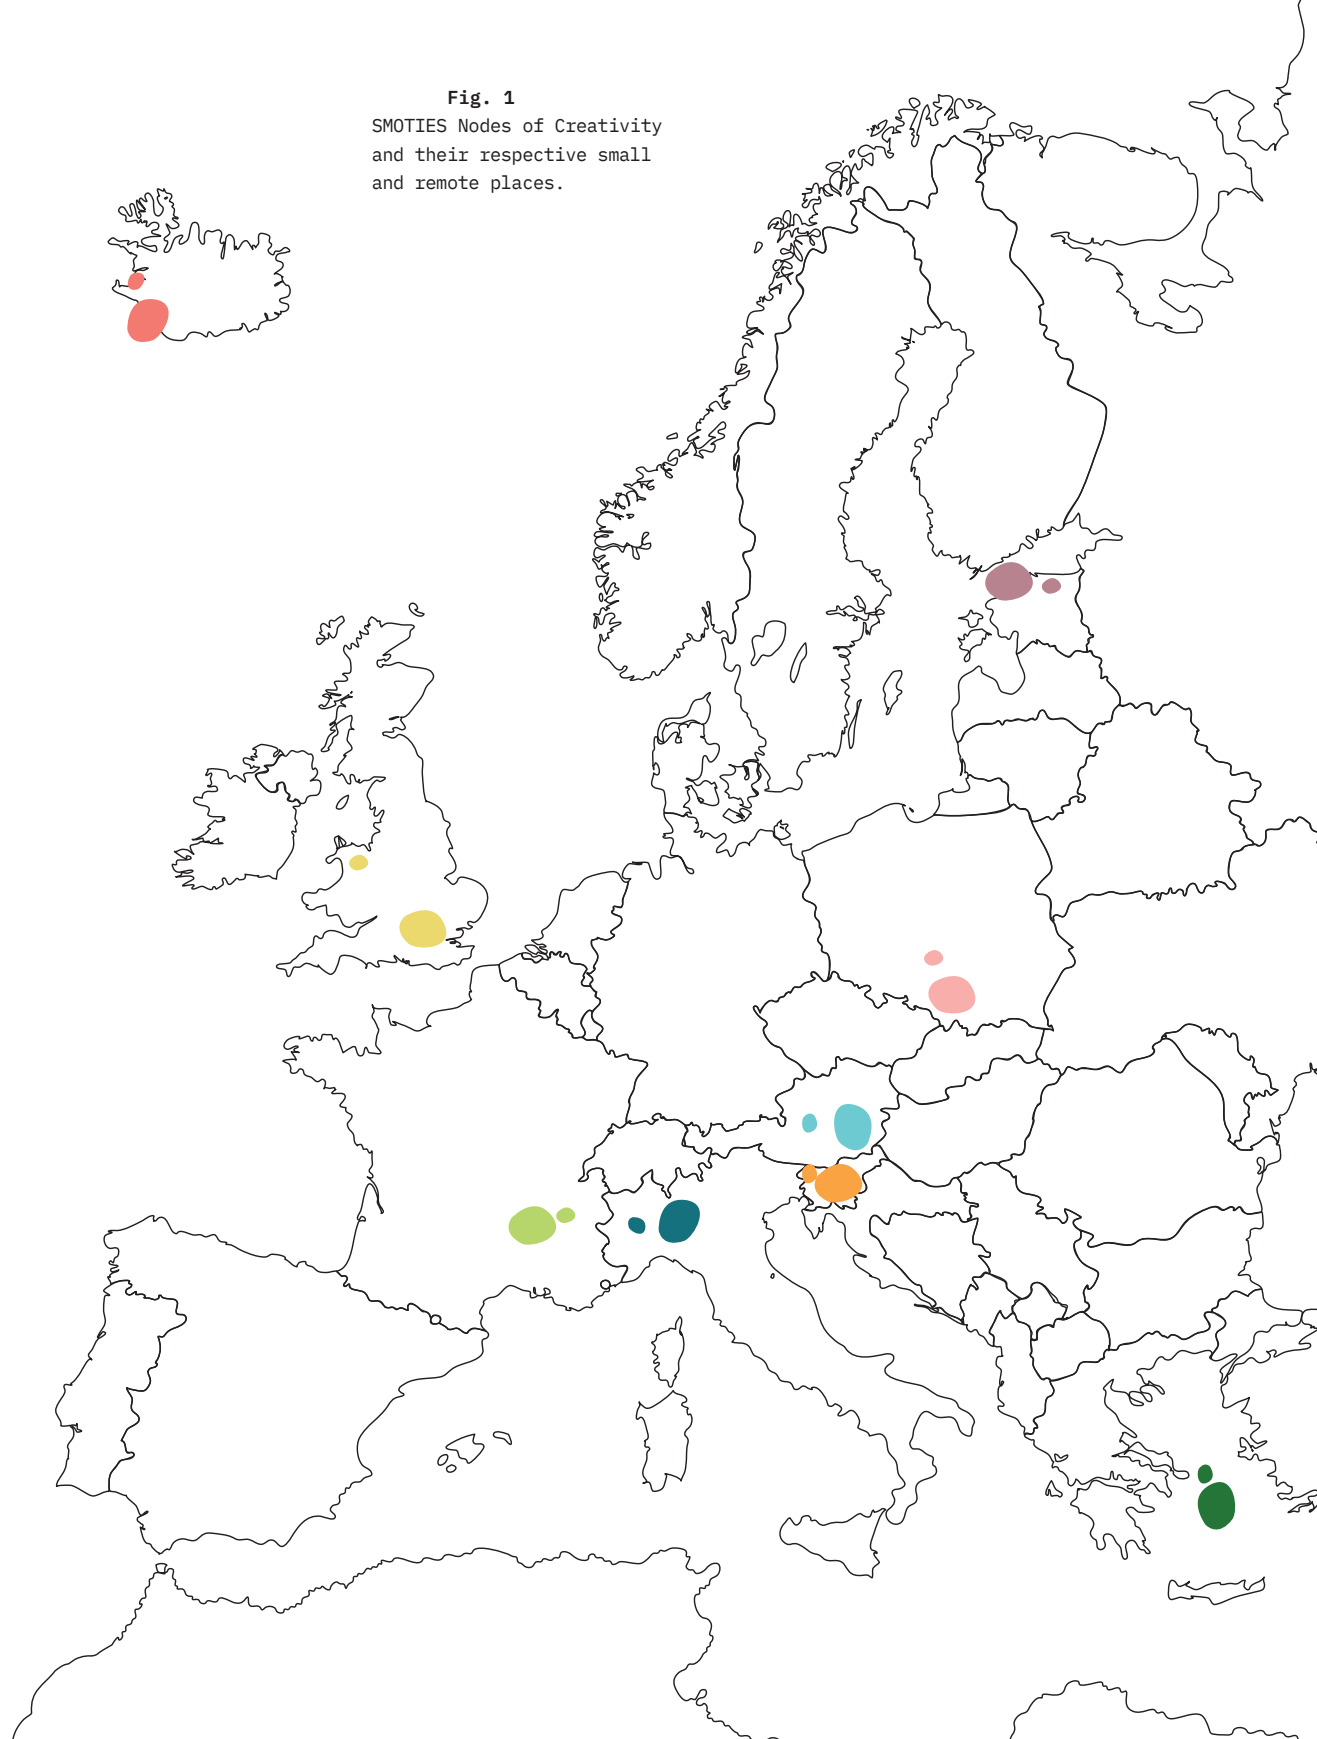 Fig. 1
SMOTIES Nodes of Creativity
and their respective small
and remote places.